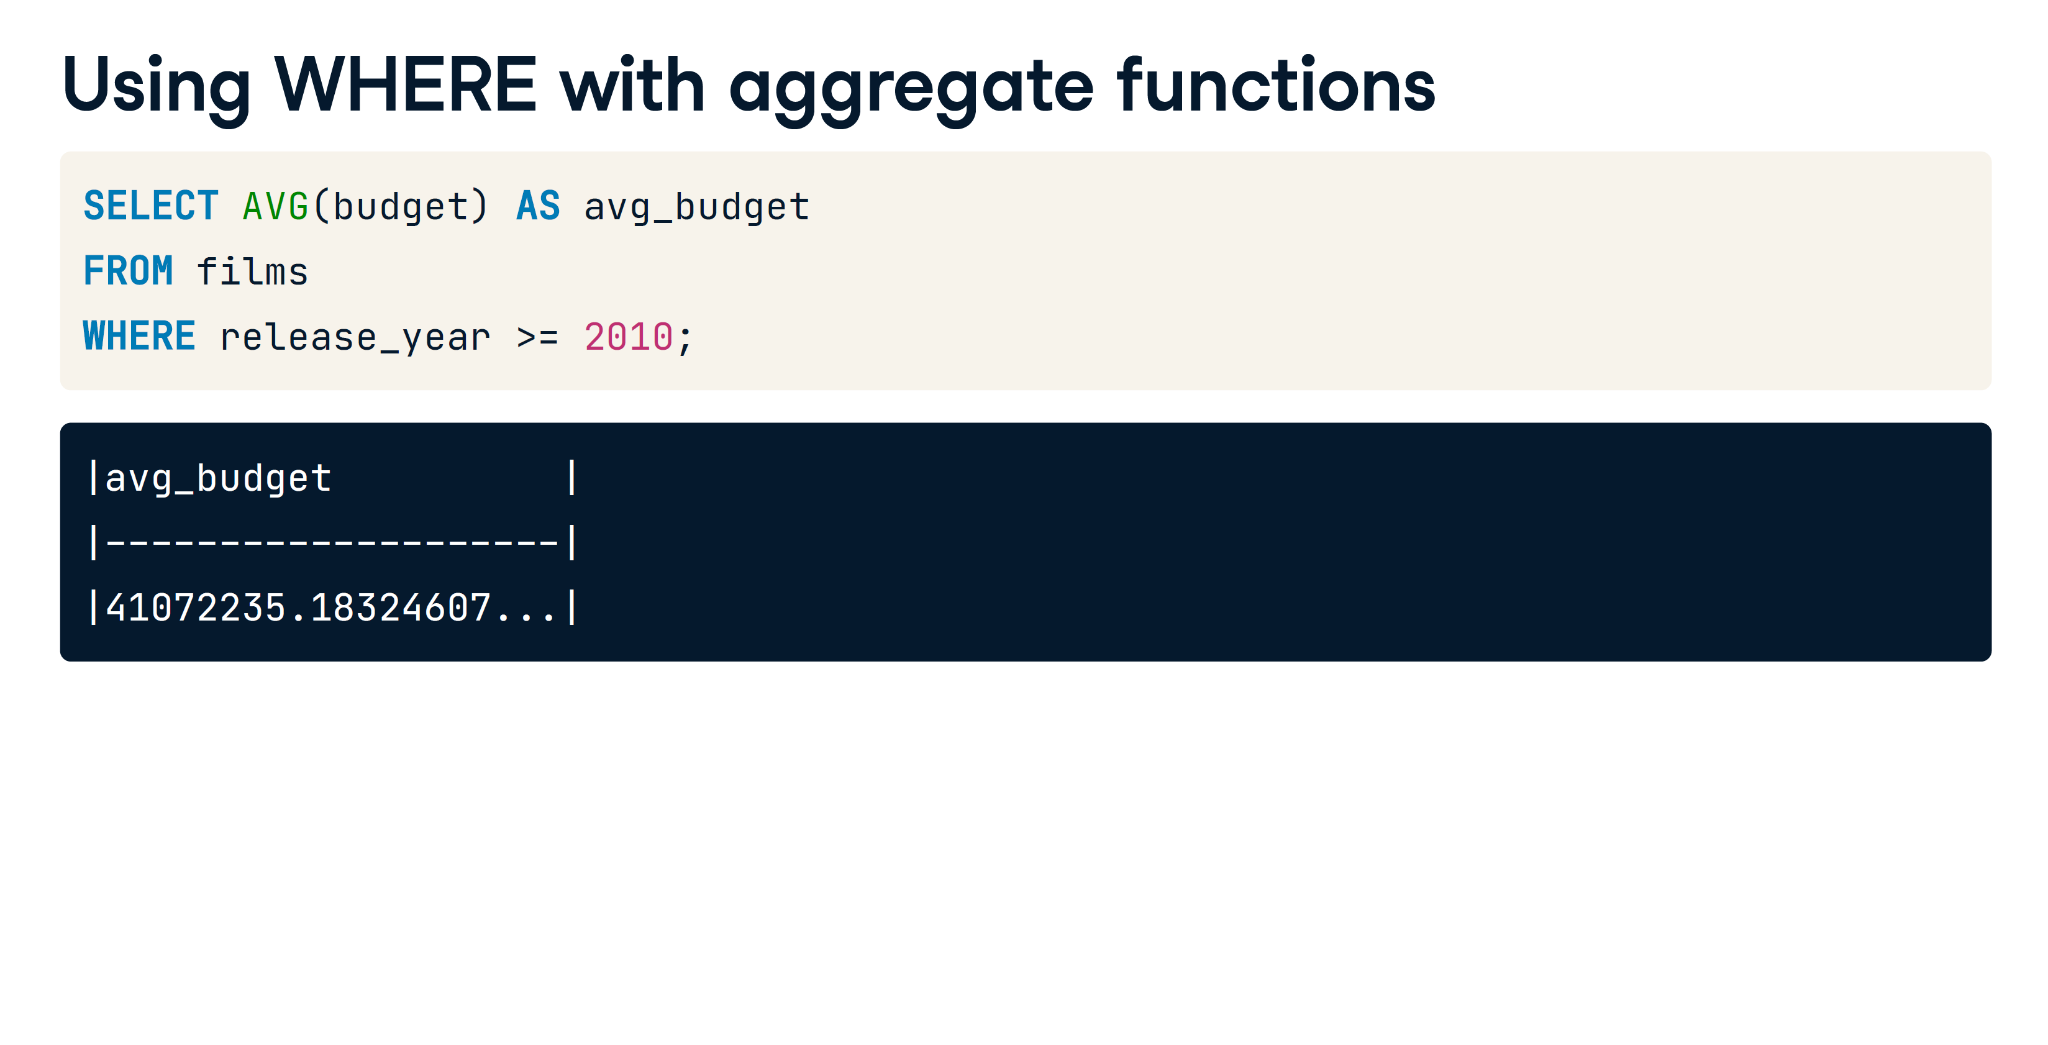 Using WHERE with aggregate functions
SELECT AVG(budget) AS avg_budget
FROM films
WHERE release_year >= 2010;
|avg_budget          |
|--------------------|
|41072235.18324607...|